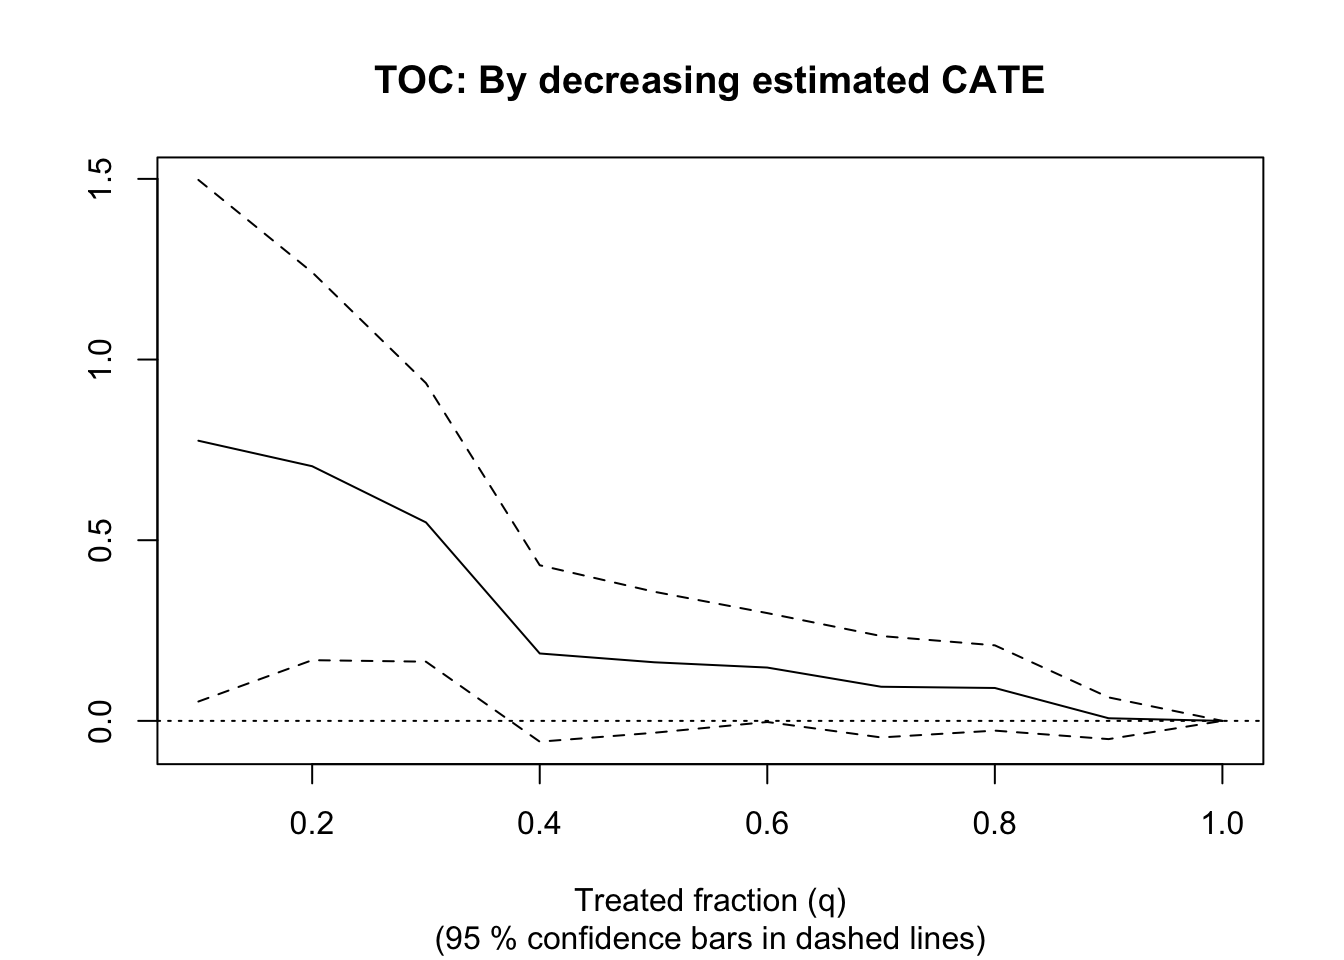 TOC: By decreasing estimated CATE
1.5
1.0
0.5
0.0
0.2 0.4 0.6 0.8 1.0
Treated fraction (q)
(95 % confidence bars in dashed lines)